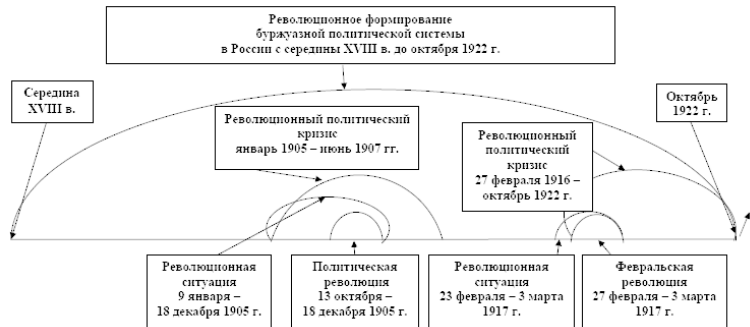 Революционное формирование
буржуазной политической системы
в России с середины XVIII в. до октября 1922 г.
Середина
XVIII в.
Октябрь
1922 г.
Революционный политический
кризис
январь 1905 – июнь 1907 гг.
Революционный
политический
кризис
27 февраля 1916 –
октябрь 1922 г.
Революционная
ситуация
9 января –
18 декабря 1905 г.
Политическая
революция
13 октября –
18 декабря 1905 г.
Революционная
ситуация
23 февраля – 3 марта
1917 г.
Февральская
революция
27 февраля – 3 марта
1917 г.